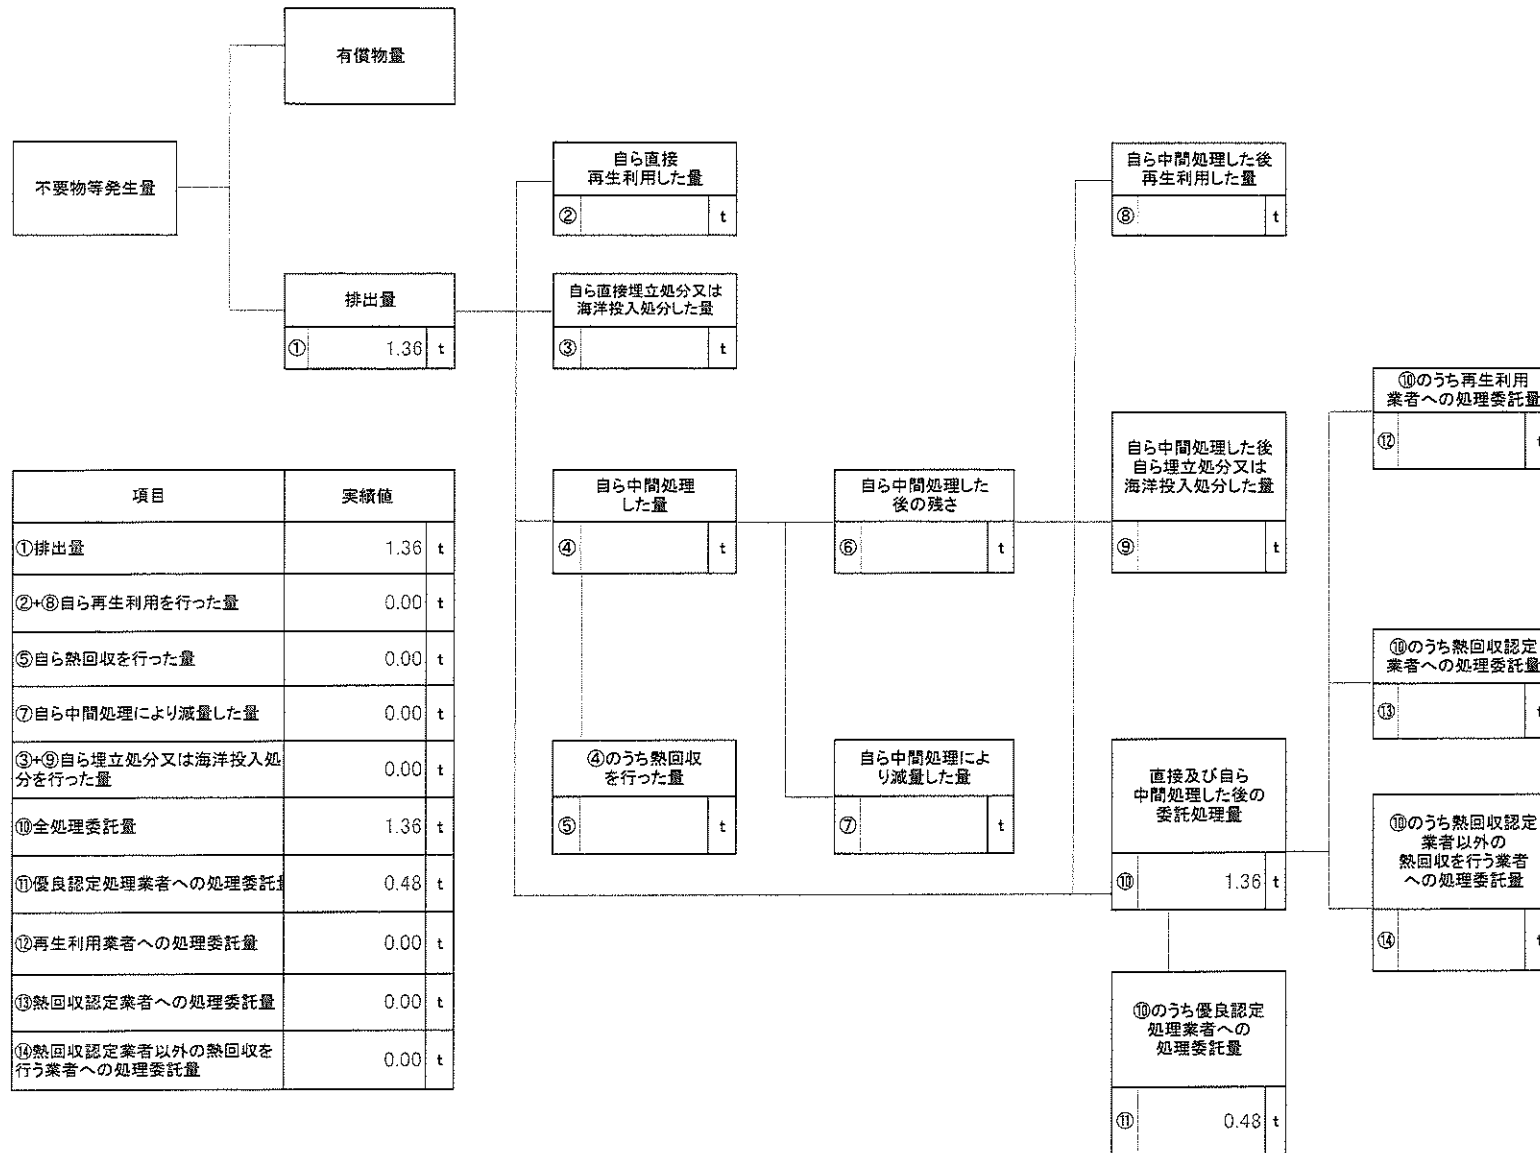 有償物量
不要物等発生量
排出量
① 1.36 t
自ら直接
再生利用した量
② t
自ら直接埋立処分又は
海洋投入処分した量
③ t
自ら中間処理
した量
④ t
④のうち熱回収
を行った量
⑤ t
自ら中間処理した
後の残さ
⑥ t
自ら中間処理によ
り減量した量
⑦ t
自ら中間処理した後
再生利用した量
⑧ t
自ら中間処理した後
自ら埋立処分又は
海洋投入処分した量
⑨ t
直接及び自ら
中間処理した後の
委託処理量
⑩ 1.36 t
⑩のうち優良認定
処理業者への
処理委託量
⑪ 0.48 t
⑩のうち再生利用
業者への処理委託量
⑫ t
⑩のうち熱回収認定
業者への処理委託量
⑬ t
⑩のうち熱回収認定
業者以外の
熱回収を行う業者
への処理委託量
⑭ t
項目 実績値
①排出量 1.36 t
②+⑧自ら再生利用を行った量 0.00 t
⑤自ら熱回収を行った量 0.00 t
⑦自ら中間処理により減量した量 0.00 t
③+⑨自ら埋立処分又は海洋投入処
分を行った量 0.00 t
⑩全処理委託量 1.36 t
⑪優良認定処理業者への処理委託 0.48 t
⑫再生利用業者への処理委託量 0.00 t
⑬熱回収認定業者への処理委託量 0.00 t
⑭熱回収認定業者以外の熱回収を
行う業者への処理委託量 0.00 t